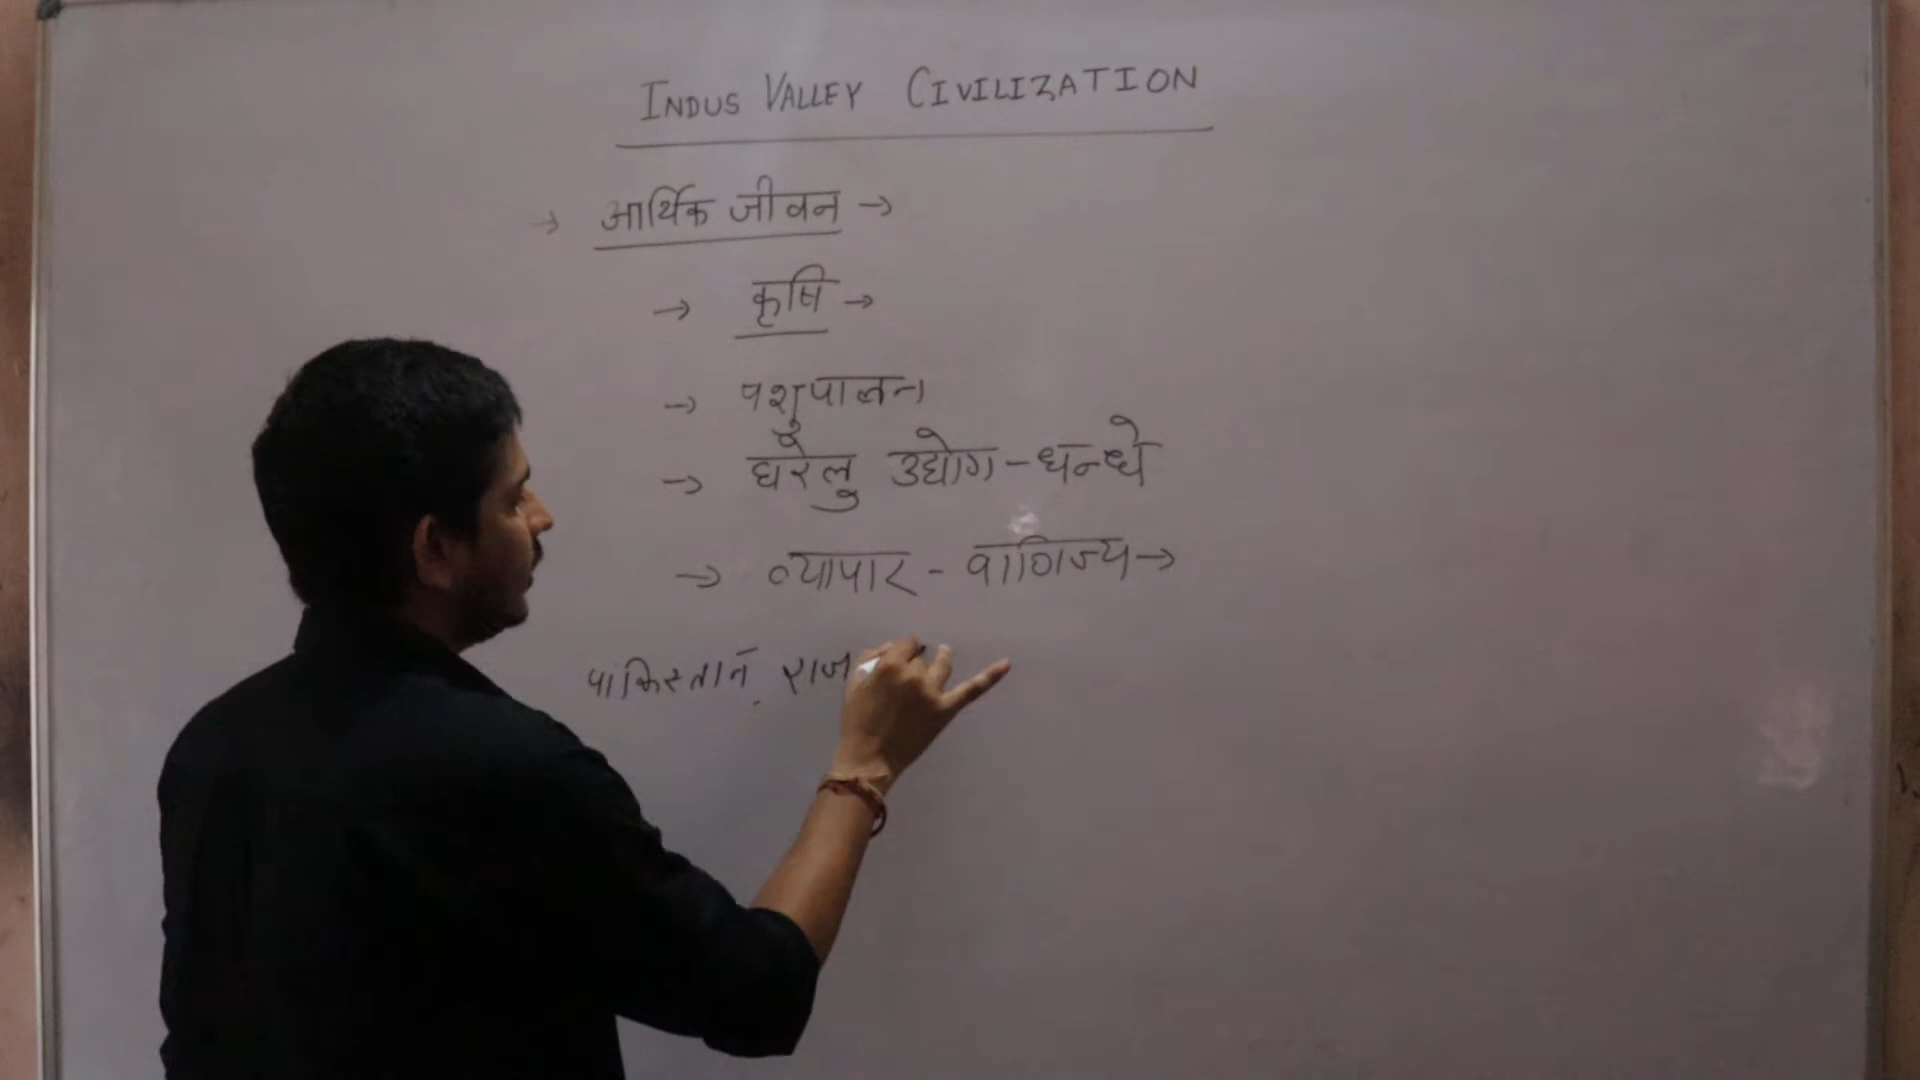 INDUS VALLEY CIVILIZATION
→ आर्थिक जीवन →
→ कृषि →
→ पशुपालन
→ घरेलु उद्योग-धन्धे
→ व्यापार - वाणिज्य →
पाकिस्तान, राज